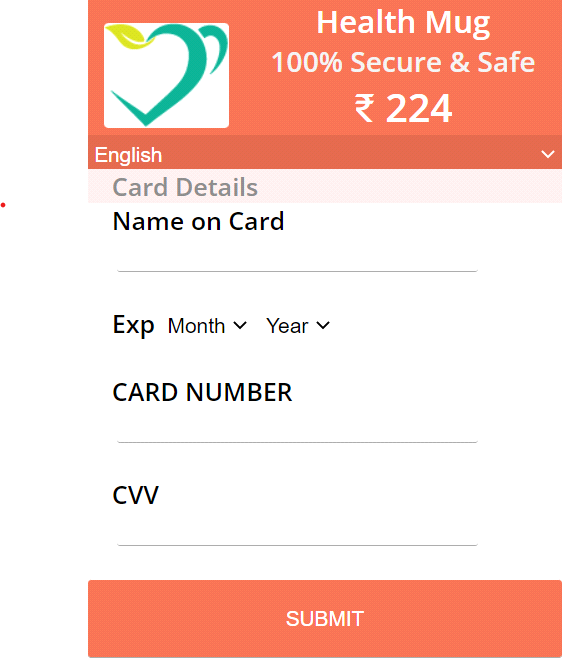 Health Mug
100% Secure & Safe
₹ 224
English
Card Details
Name on Card
Exp Month Year
CARD NUMBER
CVV
SUBMIT